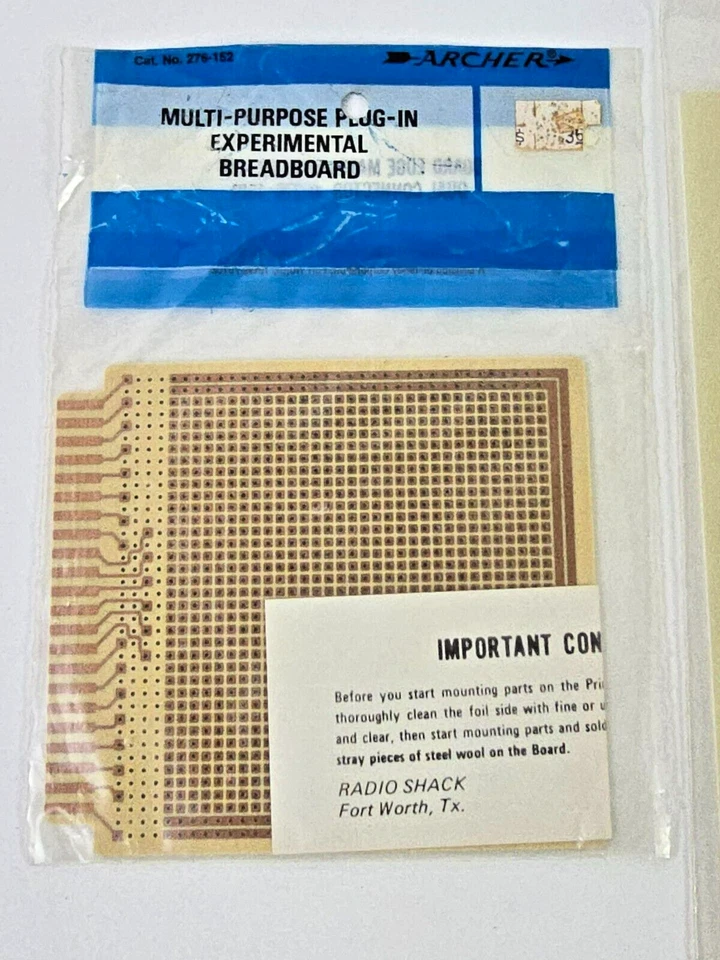 Cat. No. 276-152
ARCHER®
MULTI-PURPOSE PLUG-IN
EXPERIMENTAL
BREADBOARD
$
IMPORTANT CON
Before you start mounting parts on the Pri
thoroughly clean the foil side with fine or
and clear, then start mounting parts and sold
stray pieces of steel wool on the Board.
RADIO SHACK
Fort Worth, Tx.